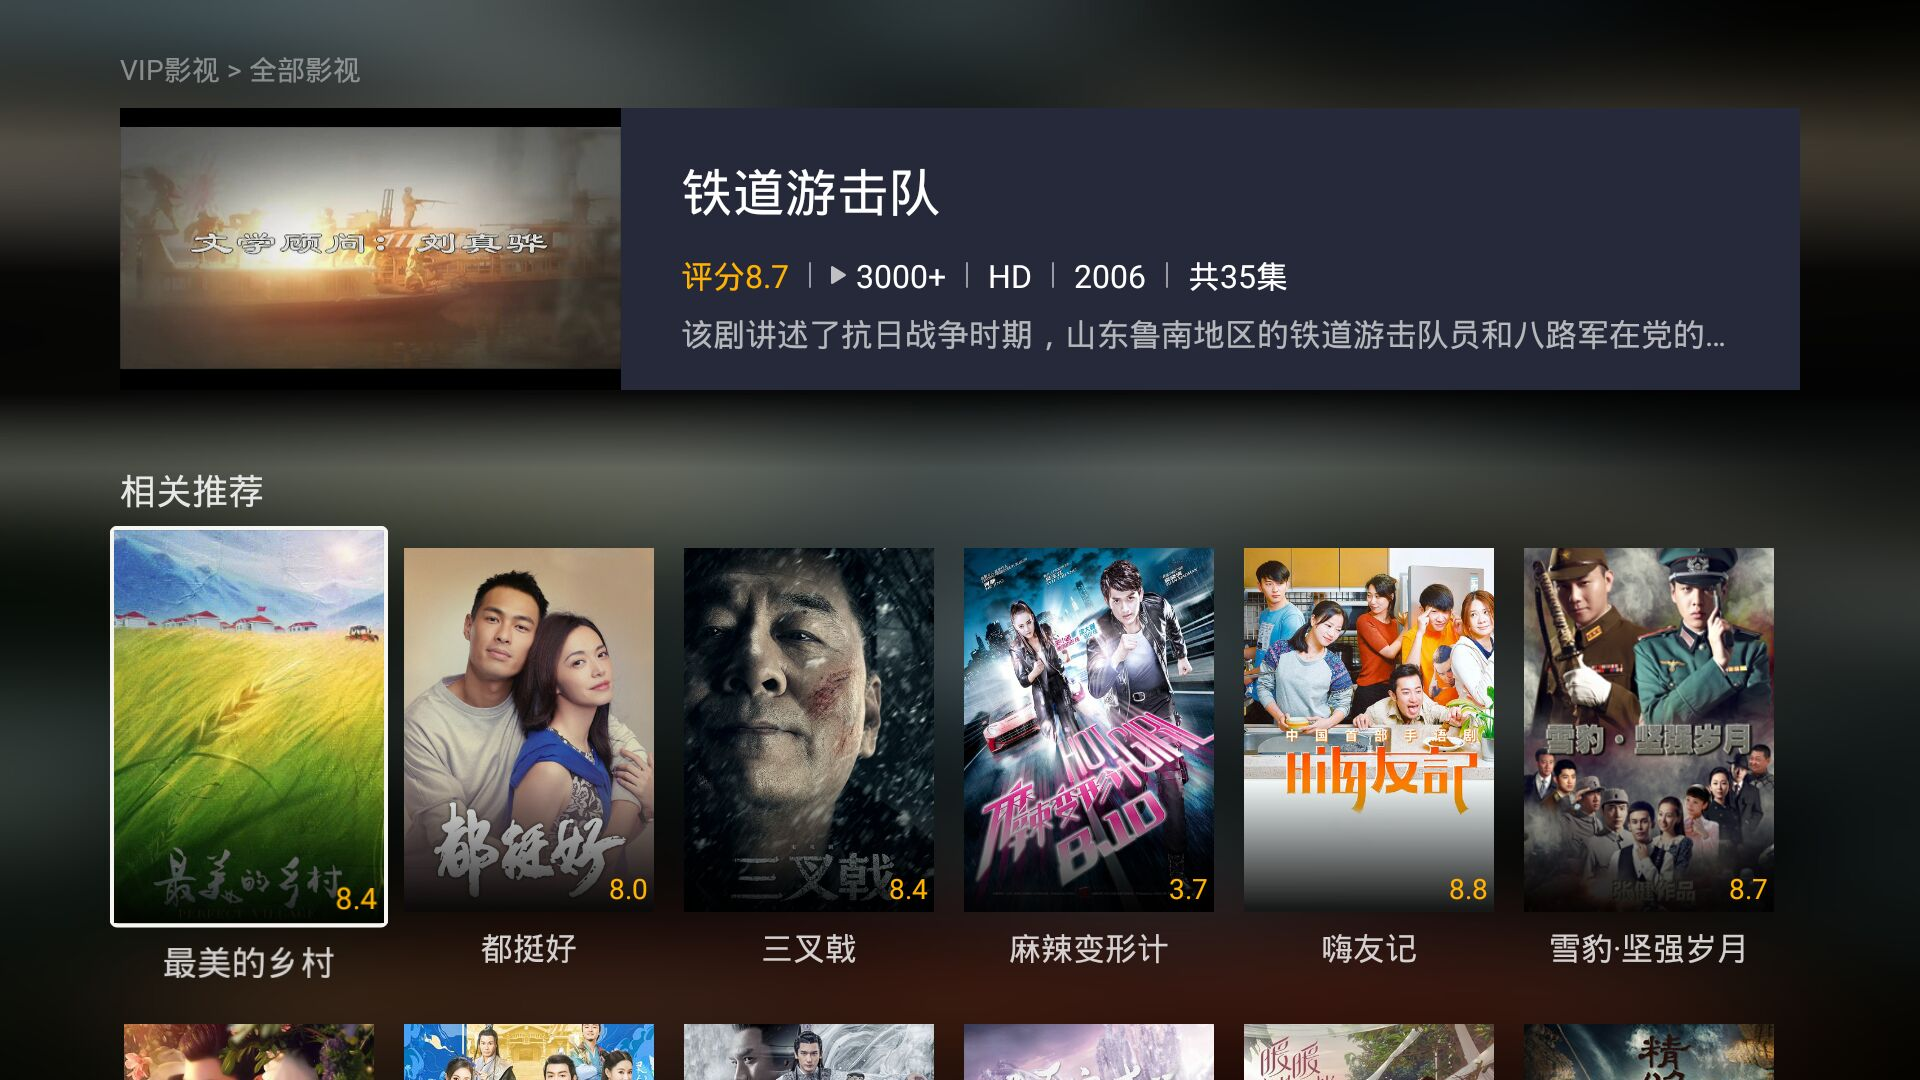 VIP影视 > 全部影视
文学顾问：刘真骅
铁道游击队
评分8.7 | 3000+ | HD | 2006 | 共35集
该剧讲述了抗日战争时期，山东鲁南地区的铁道游击队员和八路军在党的...
相关推荐
最美的乡村
PERFECT VILLAGE
8.4
都挺好
8.0
三叉戟
8.4
HOT GIRL
麻辣变形计
8.10
3.7
中国首部手语剧
嗨友記
8.8
雪豹·坚强岁月
张健作品
8.7
最美的乡村
都挺好
三叉戟
麻辣变形计
嗨友记
雪豹·坚强岁月
暖暖
精